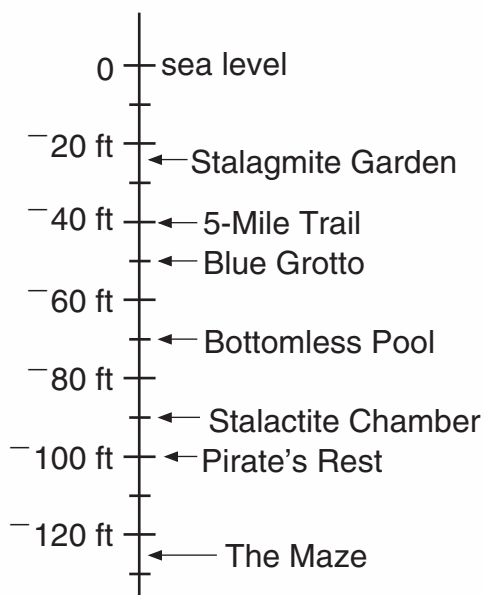 0 sea level
⁻20 ft
Stalagmite Garden
⁻40 ft 5-Mile Trail
Blue Grotto
⁻60 ft
Bottomless Pool
⁻80 ft
Stalactite Chamber
⁻100 ft Pirate's Rest
⁻120 ft
The Maze